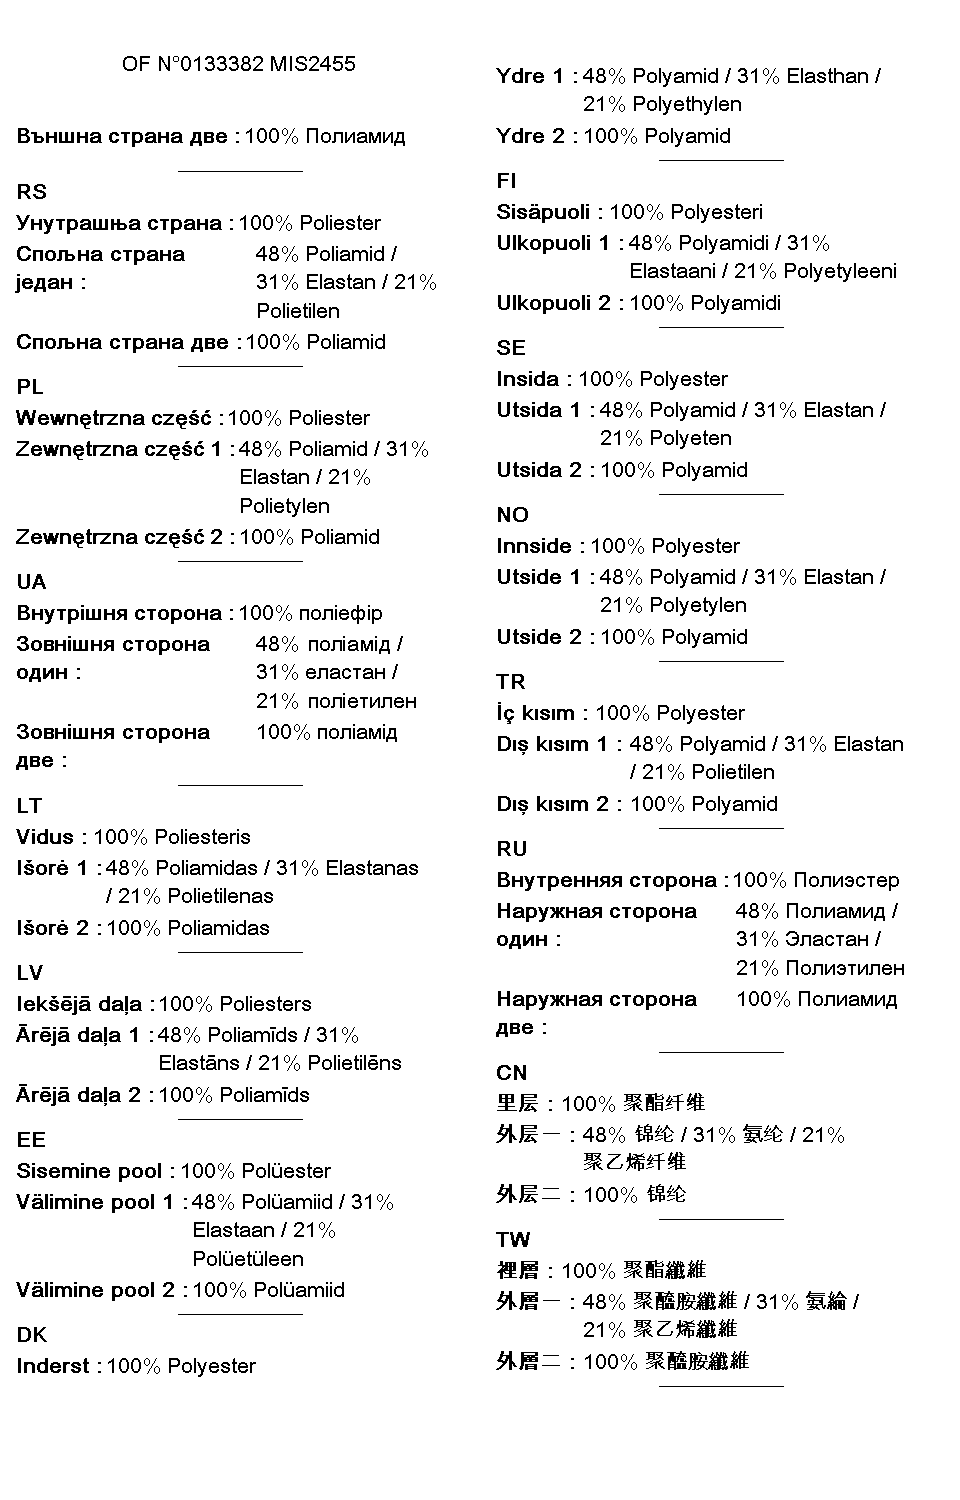 OF N°0133382 MIS2455
Външна страна две : 100% Полиамид
RS
Унутрашња страна : 100% Poliester
Спољна страна 48% Poliamid /
један : 31% Elastan / 21%
Polietilen
Спољна страна две : 100% Poliamid
PL
Wewnętrzna część : 100% Poliester
Zewnętrzna część 1 : 48% Poliamid / 31%
Elastan / 21%
Polietylen
Zewnętrzna część 2 : 100% Poliamid
UA
Внутрішня сторона : 100% поліефір
Зовнішня сторона 48% поліамід /
один : 31% еластан /
21% поліетилен
Зовнішня сторона 100% поліамід
две :
LT
Vidus : 100% Poliesteris
Išorė 1 : 48% Poliamidas / 31% Elastanas
/ 21% Polietilenas
Išorė 2 : 100% Poliamidas
LV
Iekšējā daļa : 100% Poliesters
Ārējā daļa 1 : 48% Poliamīds / 31%
Elastāns / 21% Polietilēns
Ārējā daļa 2 : 100% Poliamīds
EE
Sisemine pool : 100% Polüester
Välimine pool 1 : 48% Polüamiid / 31%
Elastaan / 21%
Polüetüleen
Välimine pool 2 : 100% Polüamiid
DK
Inderst : 100% Polyester
Ydre 1 : 48% Polyamid / 31% Elasthan /
21% Polyethylen
Ydre 2 : 100% Polyamid
FI
Sisäpuoli : 100% Polyesteri
Ulkopuoli 1 : 48% Polyamidi / 31%
Elastaani / 21% Polyetyleeni
Ulkopuoli 2 : 100% Polyamidi
SE
Insida : 100% Polyester
Utsida 1 : 48% Polyamid / 31% Elastan /
21% Polyeten
Utsida 2 : 100% Polyamid
NO
Innside : 100% Polyester
Utside 1 : 48% Polyamid / 31% Elastan /
21% Polyetylen
Utside 2 : 100% Polyamid
TR
İç kısım : 100% Polyester
Dış kısım 1 : 48% Polyamid / 31% Elastan
/ 21% Polietilen
Dış kısım 2 : 100% Polyamid
RU
Внутренняя сторона : 100% Полиэстер
Наружная сторона 48% Полиамид /
один : 31% Эластан /
21% Полиэтилен
Наружная сторона 100% Полиамид
две :
CN
里层 : 100% 聚酯纤维
外层一 : 48% 锦纶 / 31% 氨纶 / 21%
聚乙烯纤维
外层二 : 100% 锦纶
TW
裡層 : 100% 聚酯纖維
外層一 : 48% 聚醯胺纖維 / 31% 氨綸 /
21% 聚乙烯纖維
外層二 : 100% 聚醯胺纖維